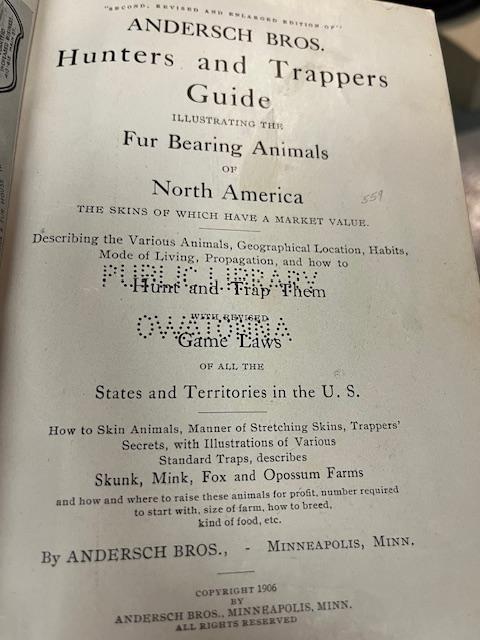 "SECOND, REVISED AND ENLARGED EDITION OF"
ANDERSCH BROS.
Hunters and Trappers
Guide
ILLUSTRATING THE
Fur Bearing Animals
OF
North America
559
THE SKINS OF WHICH HAVE A MARKET VALUE.
Describing the Various Animals, Geographical Location, Habits,
Mode of Living, Propagation, and how to
PUBLIC LIBRARY
Hunt and Trap Them
WITH REVISED
OWATONNA
Game Laws
OF ALL THE
States and Territories in the U. S.
How to Skin Animals, Manner of Stretching Skins, Trappers'
Secrets, with Illustrations of Various
Standard Traps, describes
Skunk, Mink, Fox and Opossum Farms
and how and where to raise these animals for profit, number required
to start with, size of farm, how to breed,
kind of food, etc.
By ANDERSCH BROS., - MINNEAPOLIS, MINN.
COPYRIGHT 1906
BY
ANDERSCH BROS., MINNEAPOLIS, MINN.
ALL RIGHTS RESERVED